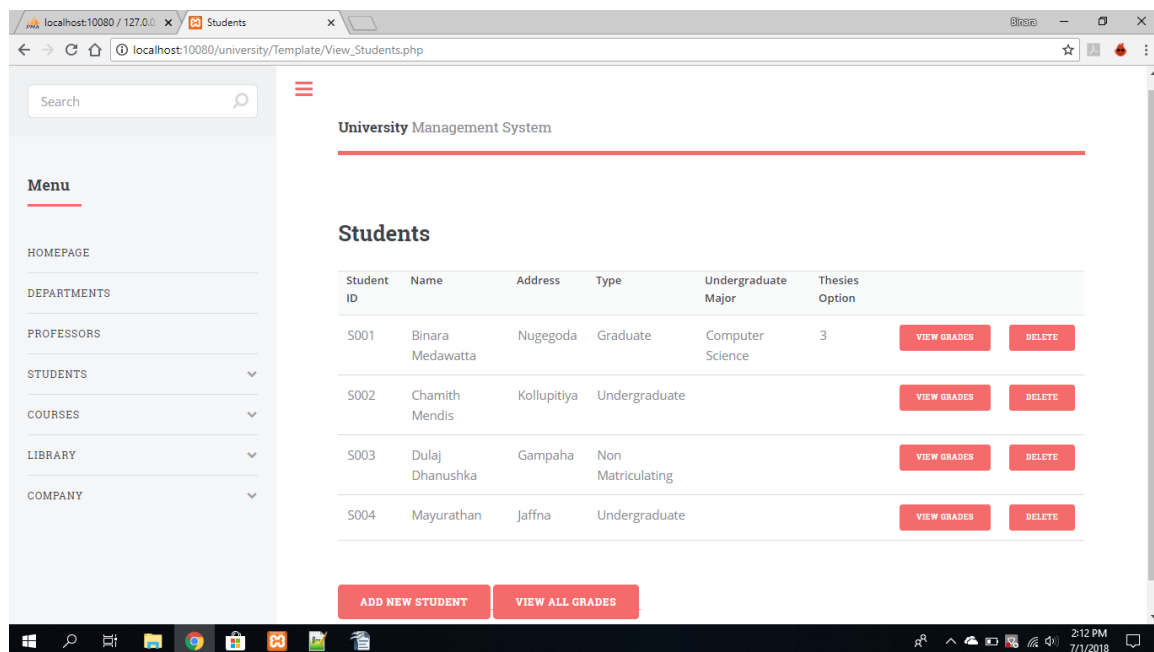 localhost:10080 / 127.0.0
Students
Binara
localhost:10080/university/Template/View_Students.php
Search
University Management System
Menu
HOMEPAGE
DEPARTMENTS
PROFESSORS
STUDENTS
COURSES
LIBRARY
COMPANY
Students
Student ID Name Address Type Undergraduate Major Thesies Option
S001 Binara Medawatta Nugegoda Graduate Computer Science 3 VIEW GRADES DELETE
S002 Chamith Mendis Kollupitiya Undergraduate VIEW GRADES DELETE
S003 Dulaj Dhanushka Gampaha Non Matriculating VIEW GRADES DELETE
S004 Mayurathan Jaffna Undergraduate VIEW GRADES DELETE
ADD NEW STUDENT VIEW ALL GRADES
2:12 PM
7/1/2018